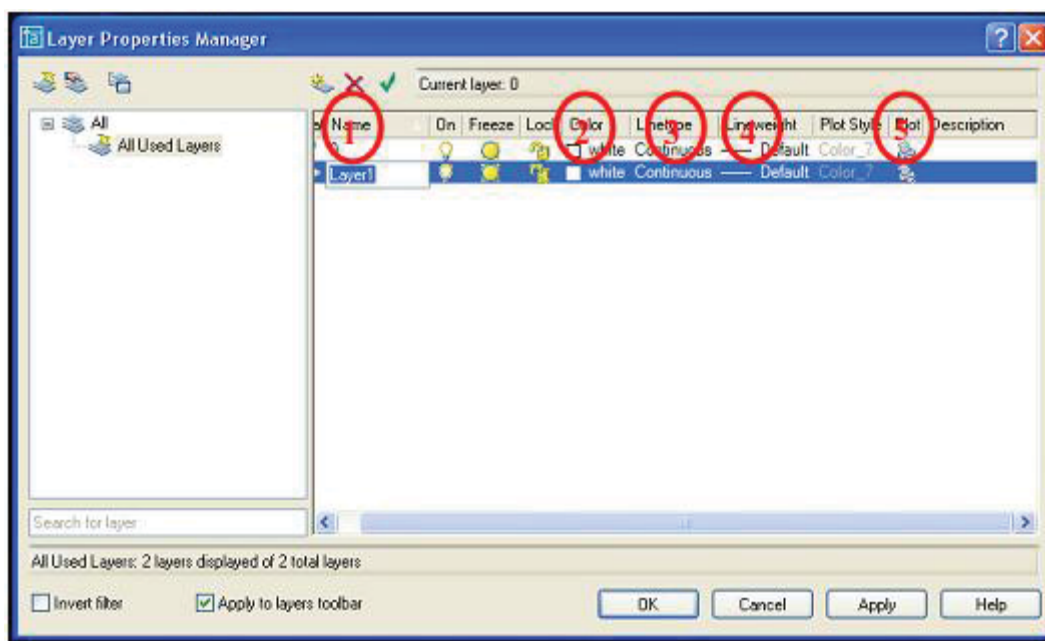 Layer Properties Manager
Current layer: 0
All
All Used Layers
Name On Freeze Lock Color Linetype Lineweight Plot Style Plot Description
1 2 3 4 5
0 white Continuous Default Color_7
Layer1 white Continuous Default Color_7
Search for layer
All Used Layers: 2 layers displayed of 2 total layers
Invert filter Apply to layers toolbar OK Cancel Apply Help